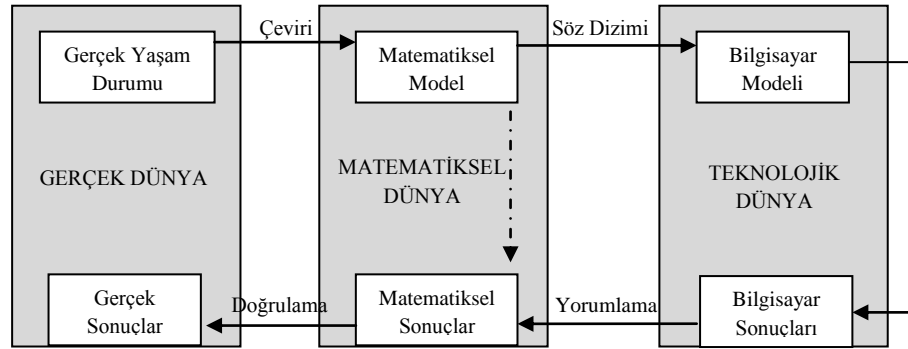 Çeviri
Söz Dizimi
Gerçek Yaşam
Durumu
Matematiksel
Model
Bilgisayar
Modeli
GERÇEK DÜNYA
MATEMATİKSEL
DÜNYA
TEKNOLOJİK
DÜNYA
Gerçek
Sonuçlar
Doğrulama
Matematiksel
Sonuçlar
Yorumlama
Bilgisayar
Sonuçları